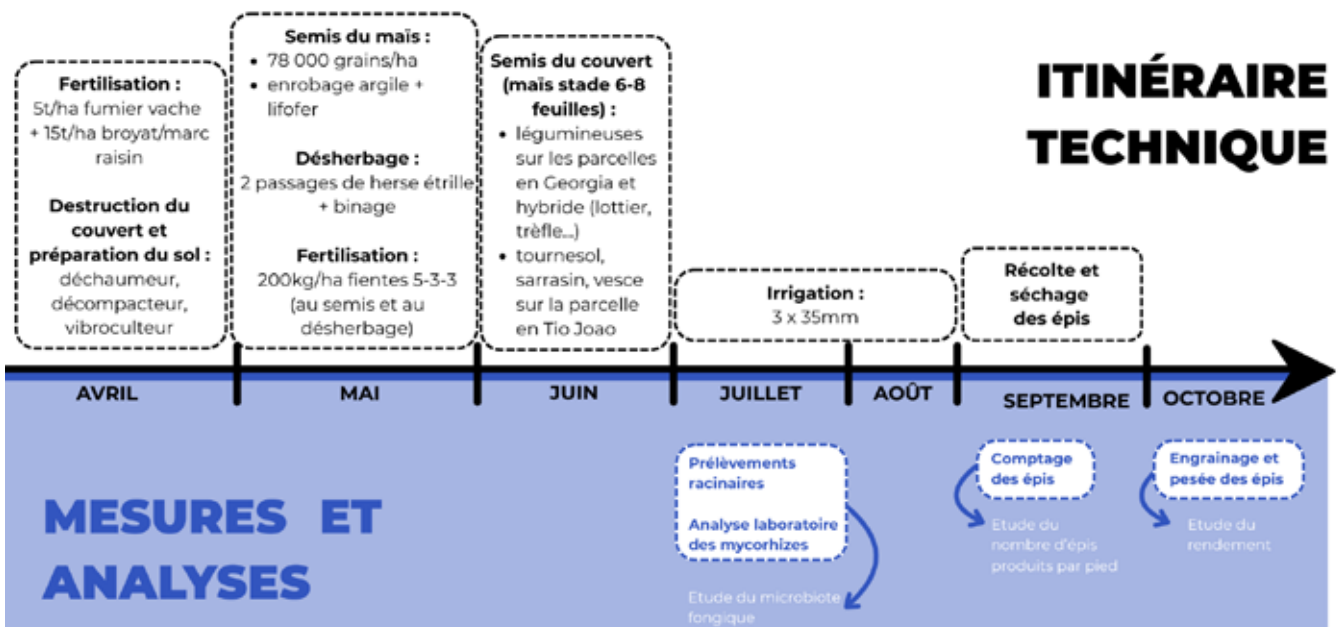 ITINÉRAIRE
TECHNIQUE
Fertilisation :
5t/ha fumier vache
+ 15t/ha broyat/marc
raisin
Destruction du
couvert et
préparation du sol :
déchaumeur,
décompacteur,
vibroculteur
Semis du maïs :
• 78 000 grains/ha
• enrobage argile +
lifofer
Désherbage :
2 passages de herse étrille
+ binage
Fertilisation :
200kg/ha fientes 5-3-3
(au semis et au
désherbage)
Semis du couvert
(maïs stade 6-8
feuilles) :
• légumineuses
sur les parcelles
en Georgia et
hybride (lottier,
trèfle...)
• tournesol,
sarrasin, vesce
sur la parcelle
en Tio Joao
Irrigation :
3 x 35mm
Récolte et
séchage
des épis
AVRIL
MAI
JUIN
JUILLET
AOÛT
SEPTEMBRE
OCTOBRE
MESURES ET
ANALYSES
Prélèvements
racinaires
Analyse laboratoire
des mycorhizes
Etude du microbiote
fongique
Comptage
des épis
Etude du
nombre d'épis
produits par pied
Engrainage et
pesée des épis
Etude du
rendement